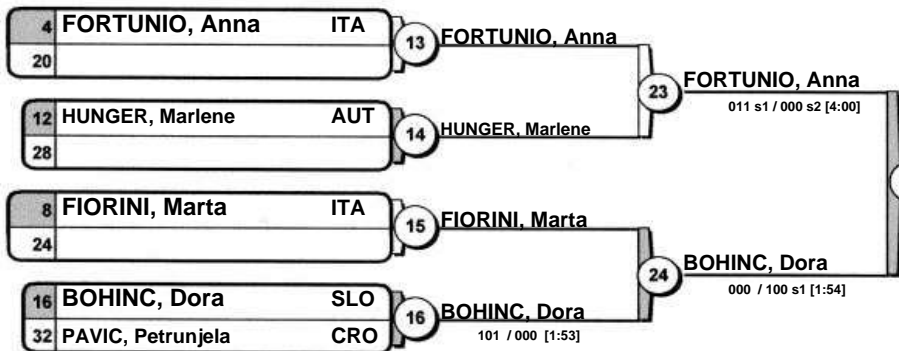 4 FORTUNIO, Anna ITA
20
13 FORTUNIO, Anna
12 HUNGER, Marlene AUT
28
14 HUNGER, Marlene
23 FORTUNIO, Anna
011 s1 / 000 s2 [4:00]
8 FIORINI, Marta ITA
24
15 FIORINI, Marta
16 BOHINC, Dora SLO
32 PAVIC, Petrunjela CRO
16 BOHINC, Dora
101 / 000 [1:53]
24 BOHINC, Dora
000 / 100 s1 [1:54]